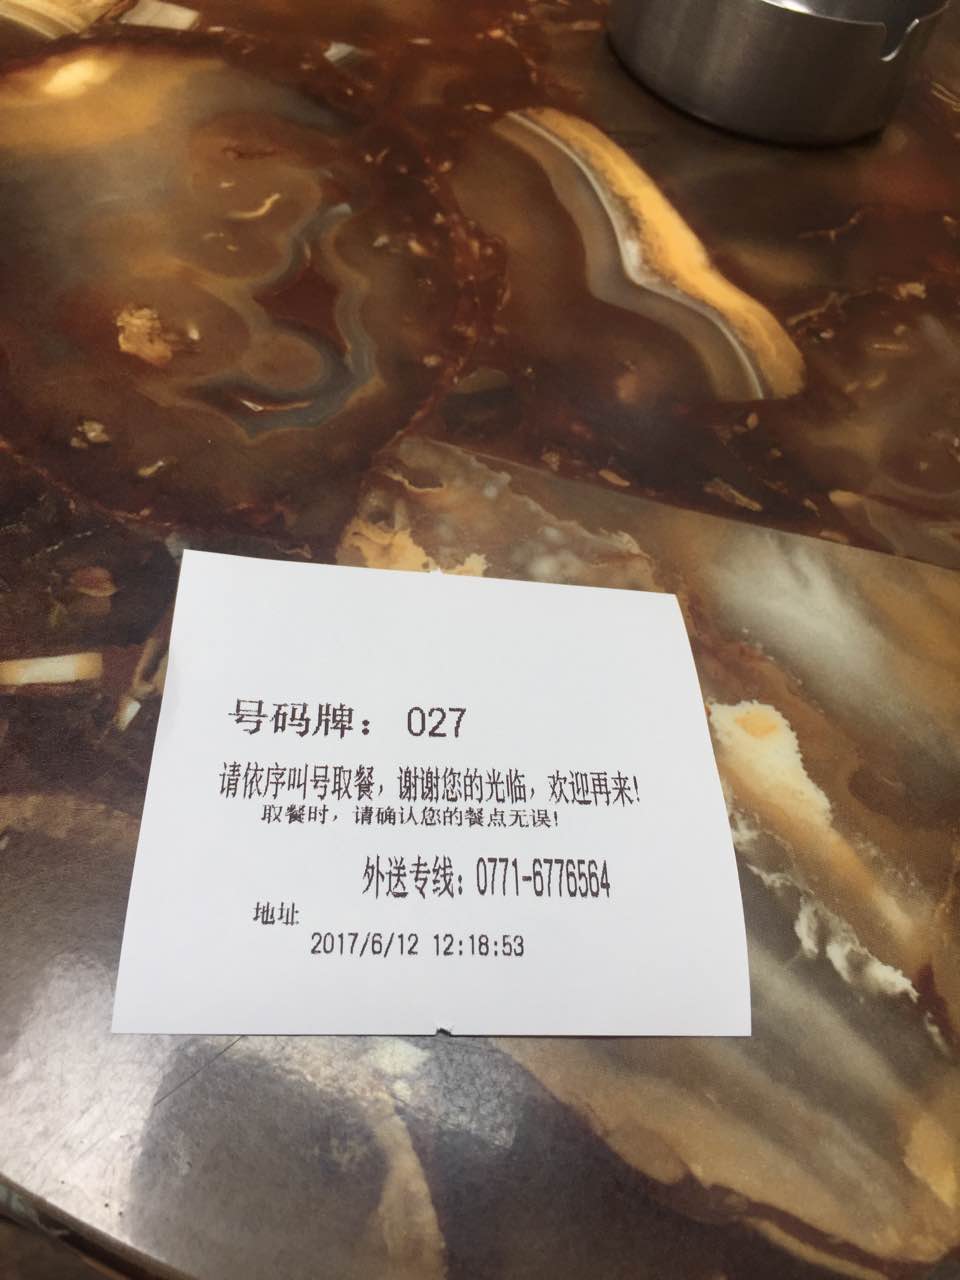 号码牌： 027
请依序叫号取餐，谢谢您的光临，欢迎再来！
取餐时，请确认您的餐点无误！
外送专线：0771-6776564
地址
2017/6/12 12:18:53